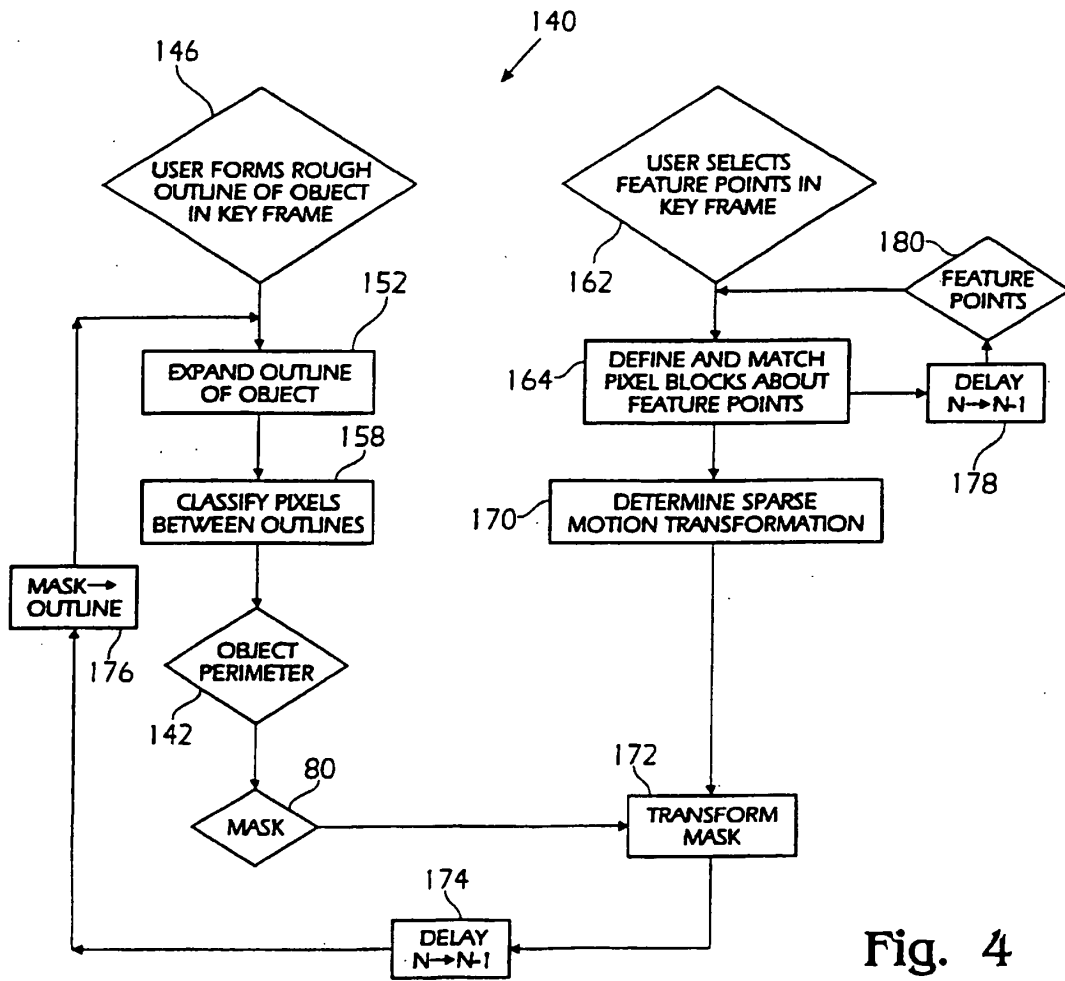 140
146
USER FORMS ROUGH
OUTLINE OF OBJECT
IN KEY FRAME
USER SELECTS
FEATURE POINTS IN
KEY FRAME
162
180
FEATURE
POINTS
152
EXPAND OUTLINE
OF OBJECT
164
DEFINE AND MATCH
PIXEL BLOCKS ABOUT
FEATURE POINTS
DELAY
N→N-1
178
158
CLASSIFY PIXELS
BETWEEN OUTLINES
170
DETERMINE SPARSE
MOTION TRANSFORMATION
MASK→
OUTLINE
176
OBJECT
PERIMETER
142
80
MASK
172
TRANSFORM
MASK
174
DELAY
N→N-1
Fig. 4